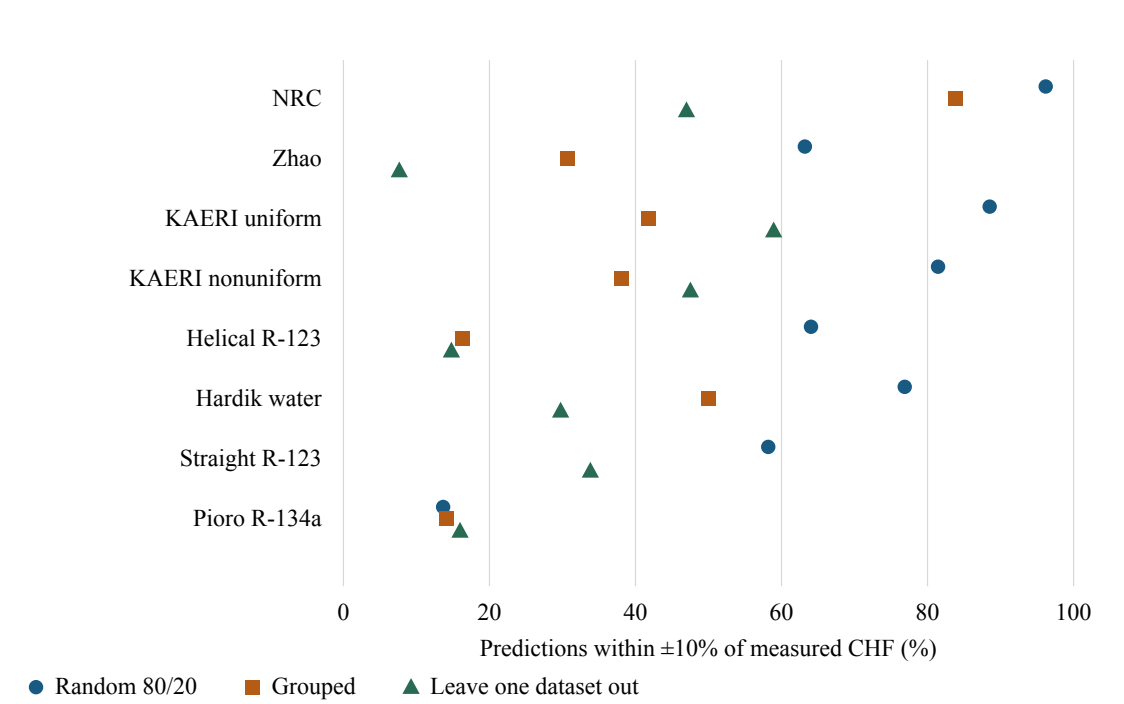 NRC
Zhao
KAERI uniform
KAERI nonuniform
Helical R-123
Hardik water
Straight R-123
Pioro R-134a
0 20 40 60 80 100
Predictions within ±10% of measured CHF (%)
Random 80/20 Grouped Leave one dataset out